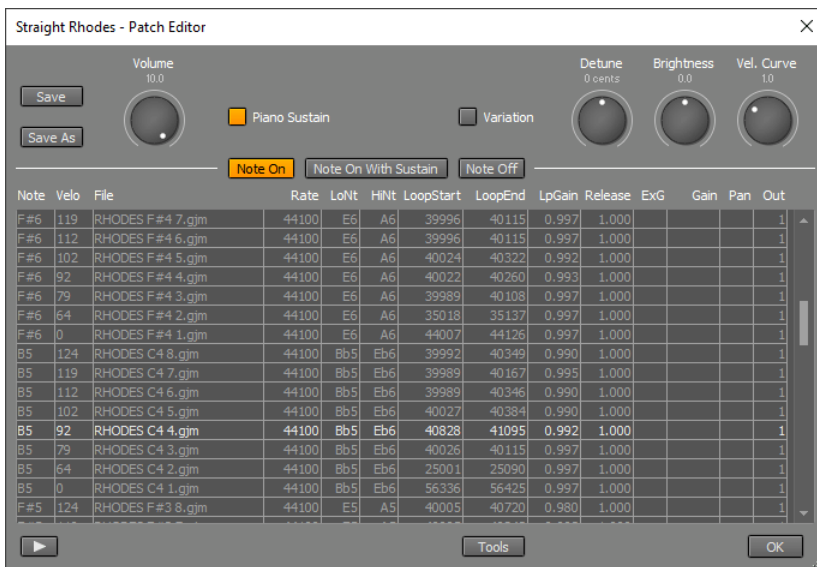 Straight Rhodes - Patch Editor
Volume Detune Brightness Vel. Curve
10.0 0 cents 0.0 1.0
Save
Piano Sustain Variation
Save As
Note On Note On With Sustain Note Off
Note Velo File Rate LoNt HiNt LoopStart LoopEnd LpGain Release ExG Gain Pan Out
F#6 119 RHODES F#4 7.gjm 44100 E6 A6 39996 40115 0.997 1.000 1
F#6 112 RHODES F#4 6.gjm 44100 E6 A6 39996 40115 0.997 1.000 1
F#6 102 RHODES F#4 5.gjm 44100 E6 A6 40024 40322 0.992 1.000 1
F#6 92 RHODES F#4 4.gjm 44100 E6 A6 40022 40260 0.993 1.000 1
F#6 79 RHODES F#4 3.gjm 44100 E6 A6 39989 40108 0.997 1.000 1
F#6 64 RHODES F#4 2.gjm 44100 E6 A6 35018 35137 0.997 1.000 1
F#6 0 RHODES F#4 1.gjm 44100 E6 A6 44007 44126 0.997 1.000 1
B5 124 RHODES C4 8.gjm 44100 Bb5 Eb6 39992 40349 0.990 1.000 1
B5 119 RHODES C4 7.gjm 44100 Bb5 Eb6 39989 40167 0.995 1.000 1
B5 112 RHODES C4 6.gjm 44100 Bb5 Eb6 39989 40346 0.990 1.000 1
B5 102 RHODES C4 5.gjm 44100 Bb5 Eb6 40027 40384 0.990 1.000 1
B5 92 RHODES C4 4.gjm 44100 Bb5 Eb6 40828 41095 0.992 1.000 1
B5 79 RHODES C4 3.gjm 44100 Bb5 Eb6 40026 40115 0.997 1.000 1
B5 64 RHODES C4 2.gjm 44100 Bb5 Eb6 25001 25090 0.997 1.000 1
B5 0 RHODES C4 1.gjm 44100 Bb5 Eb6 56336 56425 0.997 1.000 1
F#5 124 RHODES F#3 8.gjm 44100 E5 A5 40005 40720 0.980 1.000 1
Tools OK